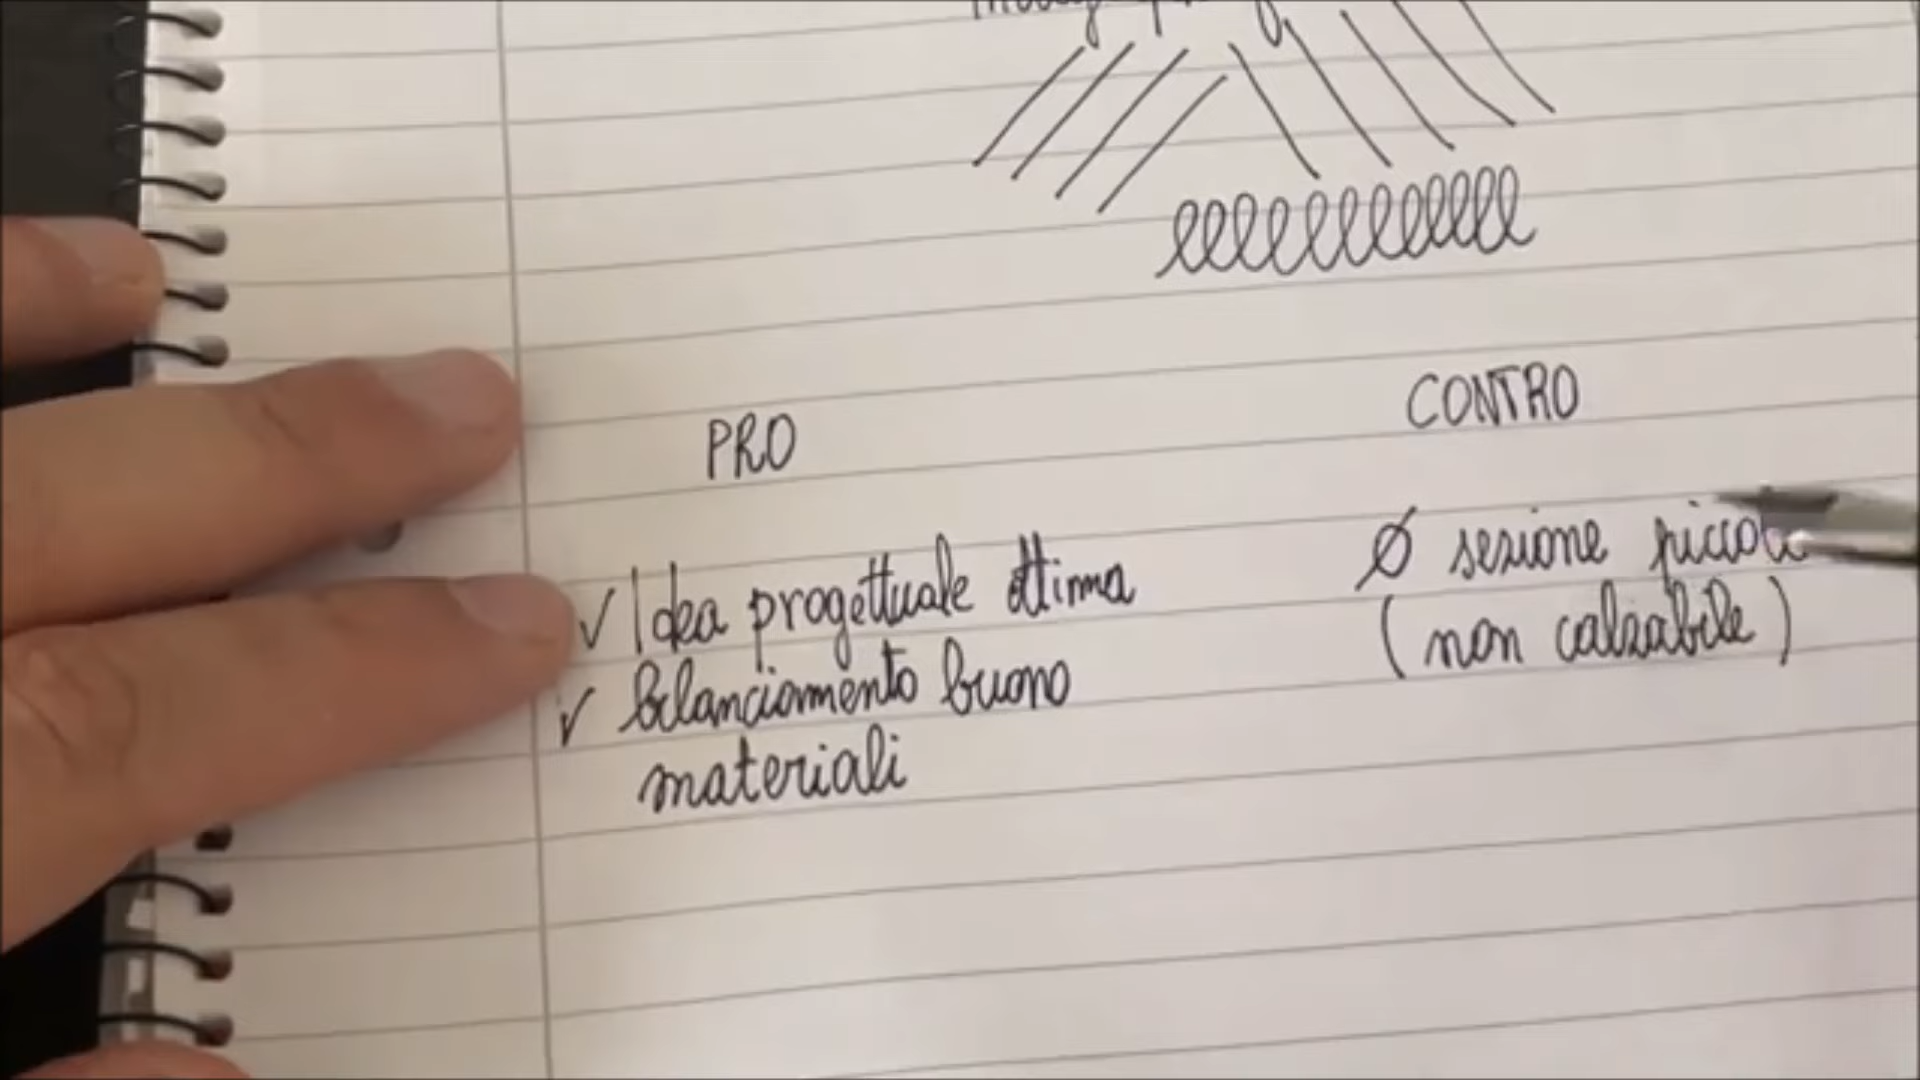 PRO
CONTRO
✓ Idea progettuale ottima
✓ bilanciamento buono
materiali
Ø sezione
(non calzabile)